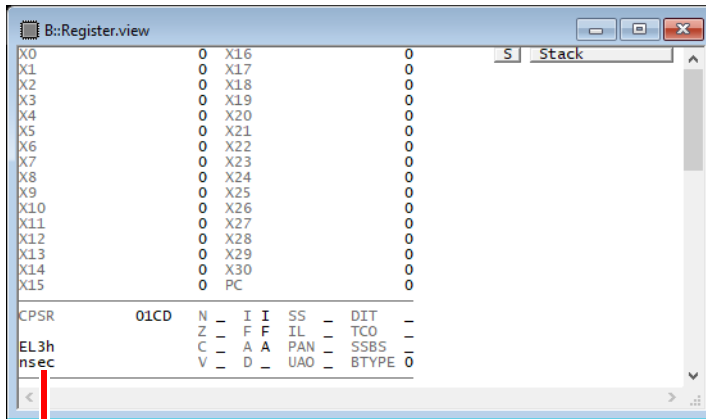 B::Register.view
X0 0 X16 0 S Stack
X1 0 X17 0
X2 0 X18 0
X3 0 X19 0
X4 0 X20 0
X5 0 X21 0
X6 0 X22 0
X7 0 X23 0
X8 0 X24 0
X9 0 X25 0
X10 0 X26 0
X11 0 X27 0
X12 0 X28 0
X13 0 X29 0
X14 0 X30 0
X15 0 PC 0
CPSR 01CD N _ I I SS _ DIT _
Z _ F F IL _ TCO _
EL3h C _ A A PAN _ SSBS _
nsec V _ D _ UAO _ BTYPE 0